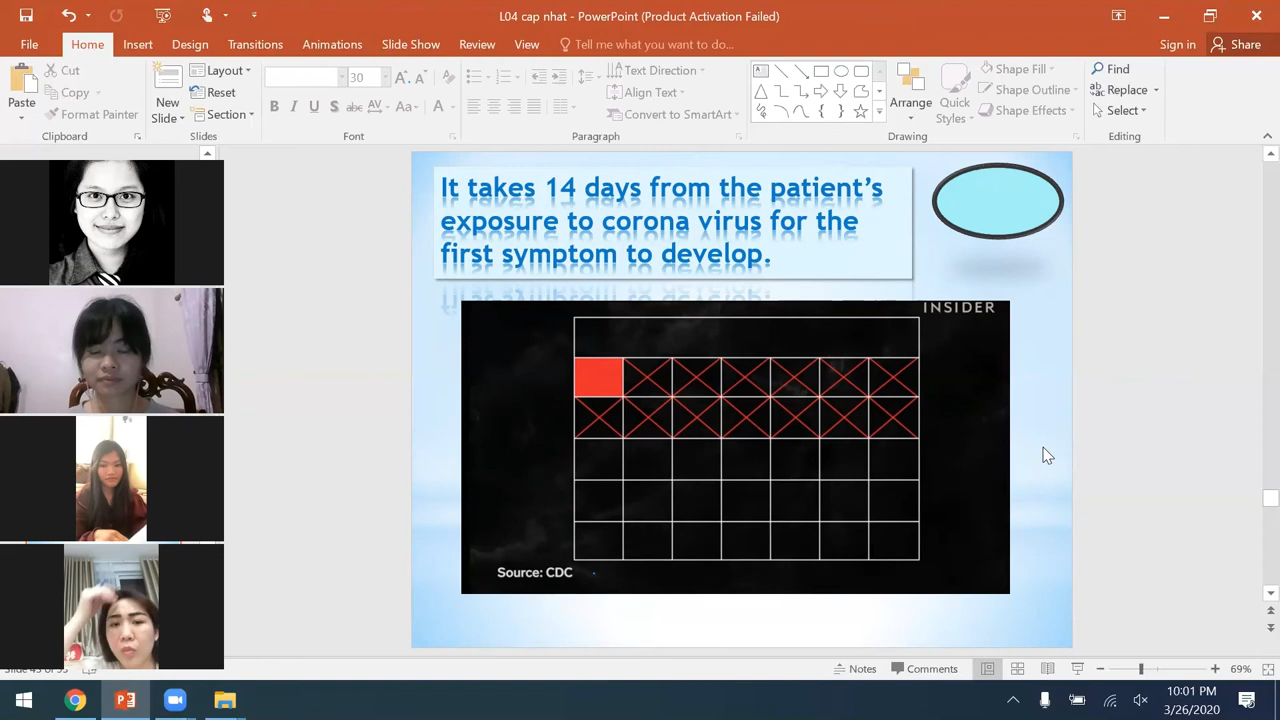 L04 cap nhat - PowerPoint (Product Activation Failed)
File Home Insert Design Transitions Animations Slide Show Review View Tell me what you want to do... Sign in Share
Paste
Cut
Copy
Format Painter
Clipboard
New Slide
Layout
Reset
Section
Slides
30
B I U S abc AV Aa A
Font
Text Direction
Align Text
Convert to SmartArt
Paragraph
Arrange
Quick Styles
Shape Fill
Shape Outline
Shape Effects
Drawing
Find
Replace
Select
Editing
It takes 14 days from the patient's
exposure to corona virus for the
first symptom to develop.
INSIDER
Source: CDC
Notes Comments 69%
10:01 PM
3/26/2020